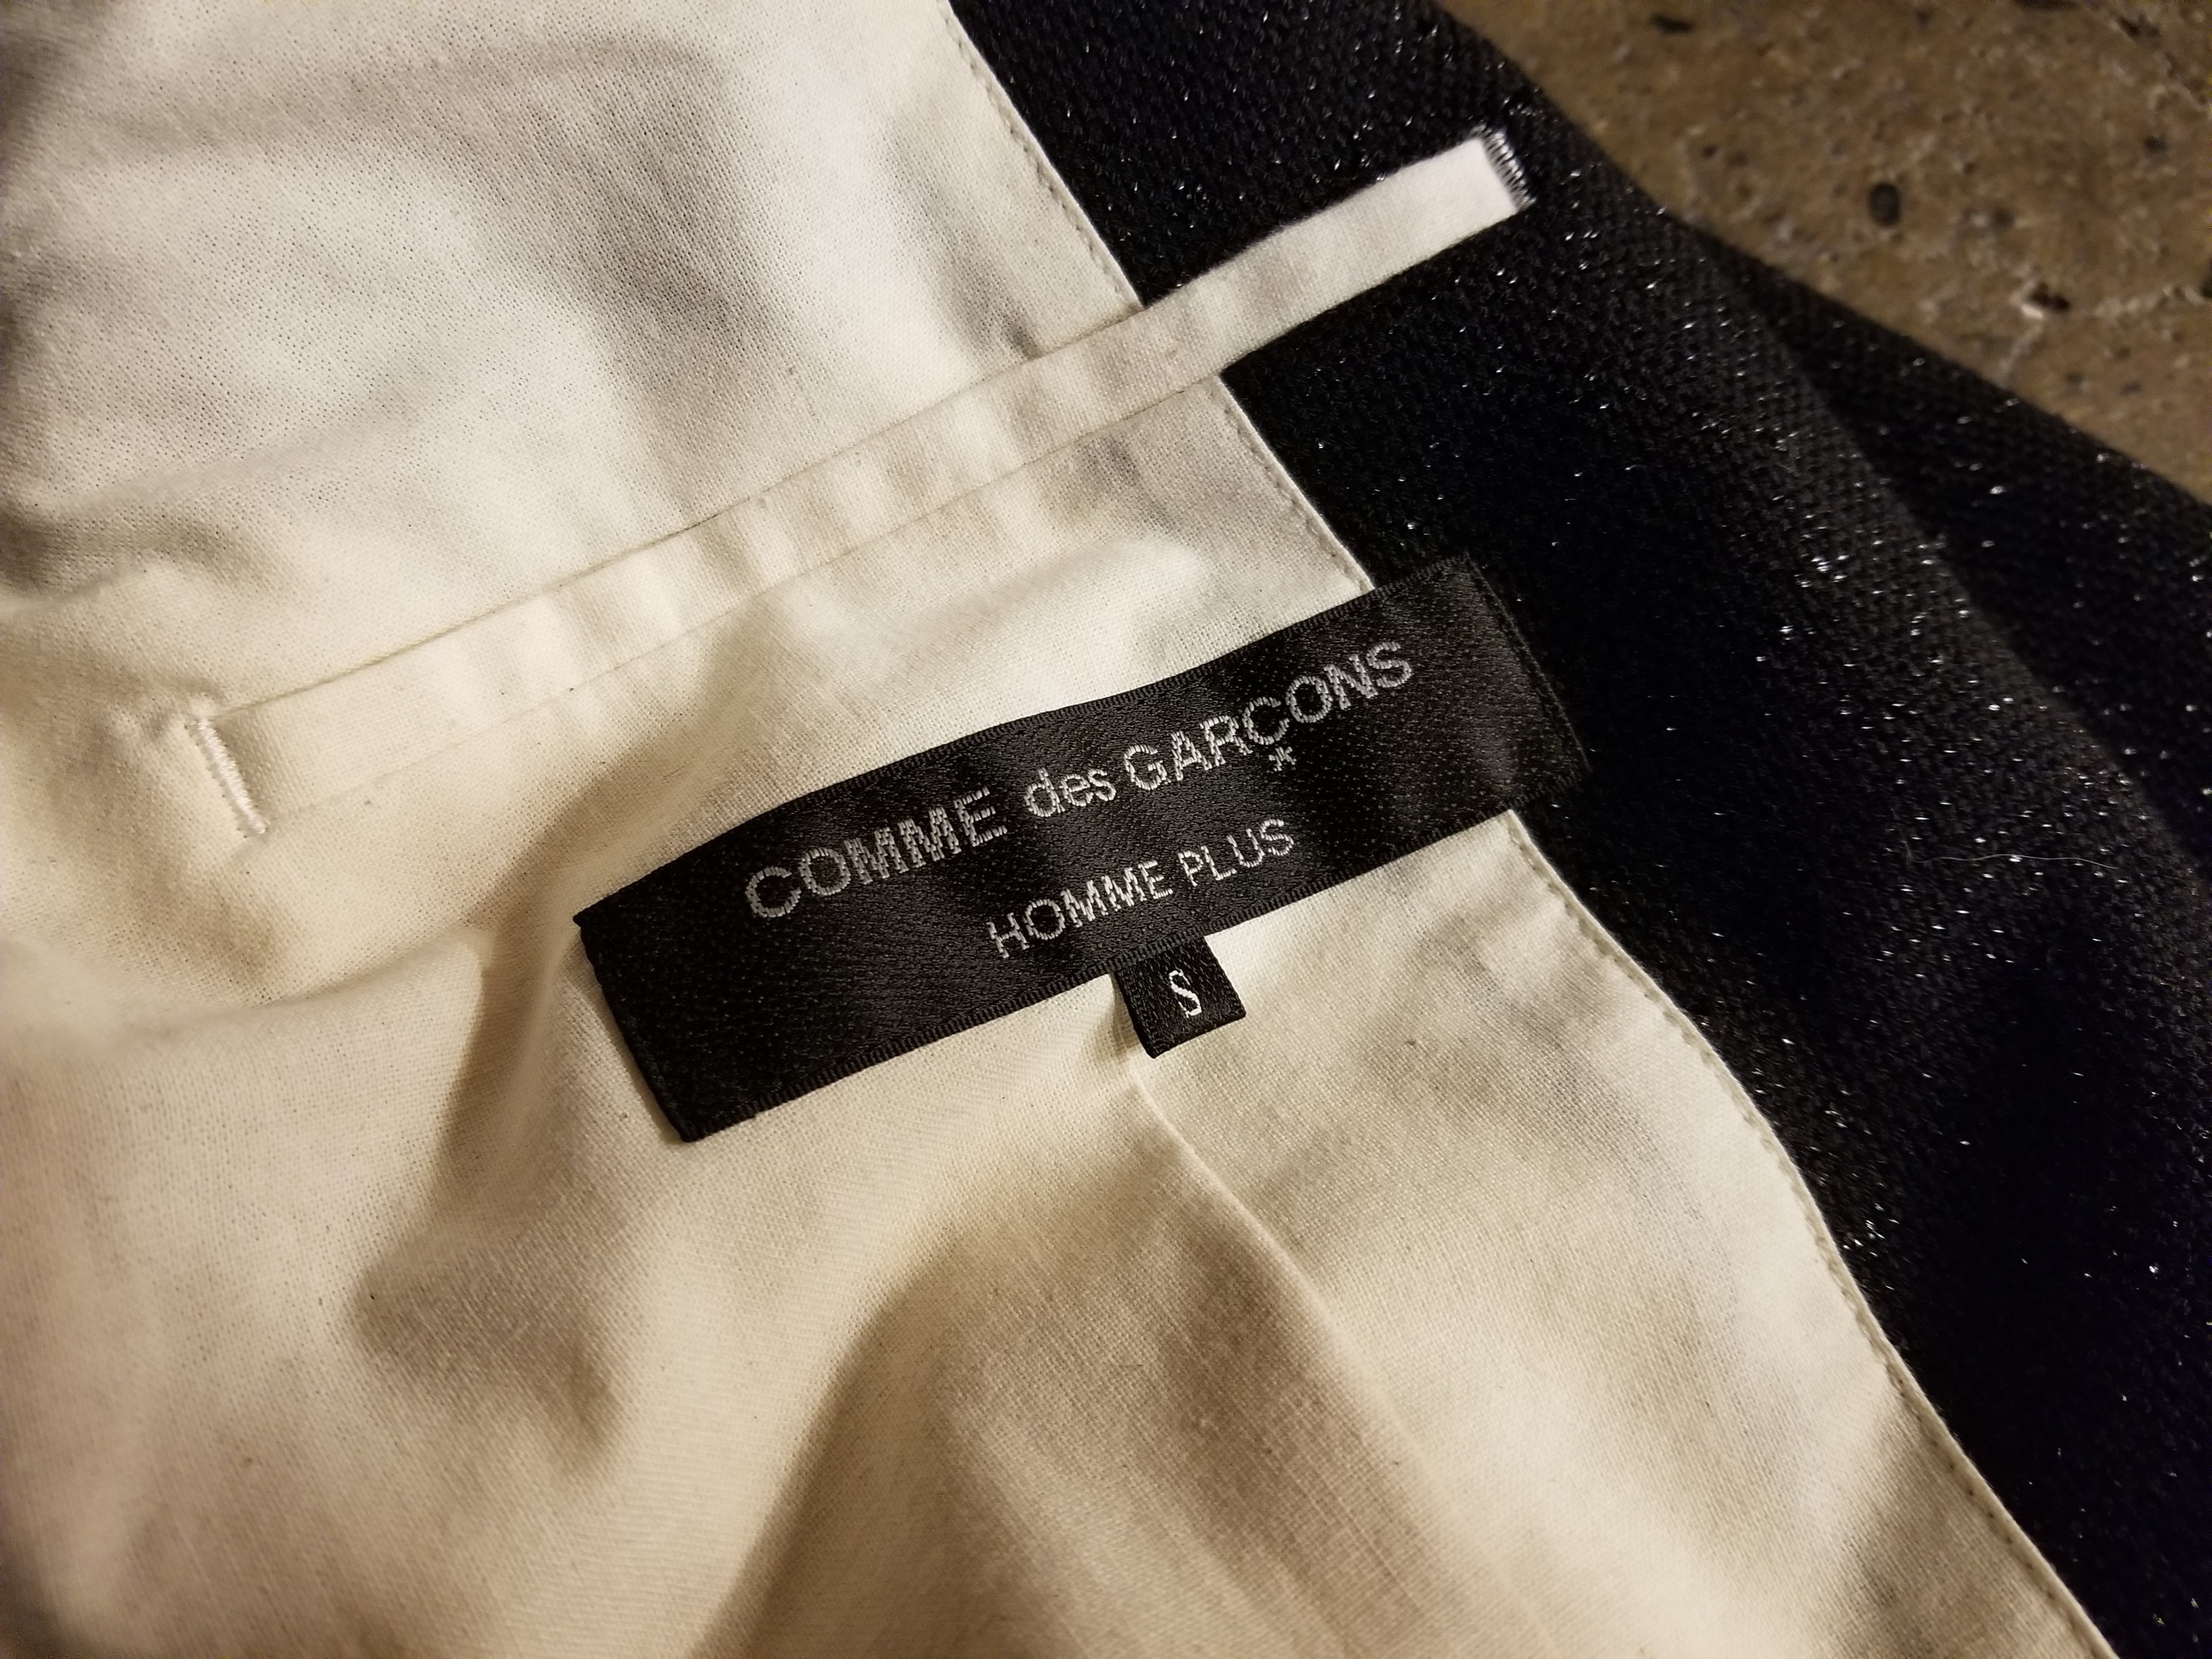 COMME des GARÇONS
*
HOMME PLUS
S